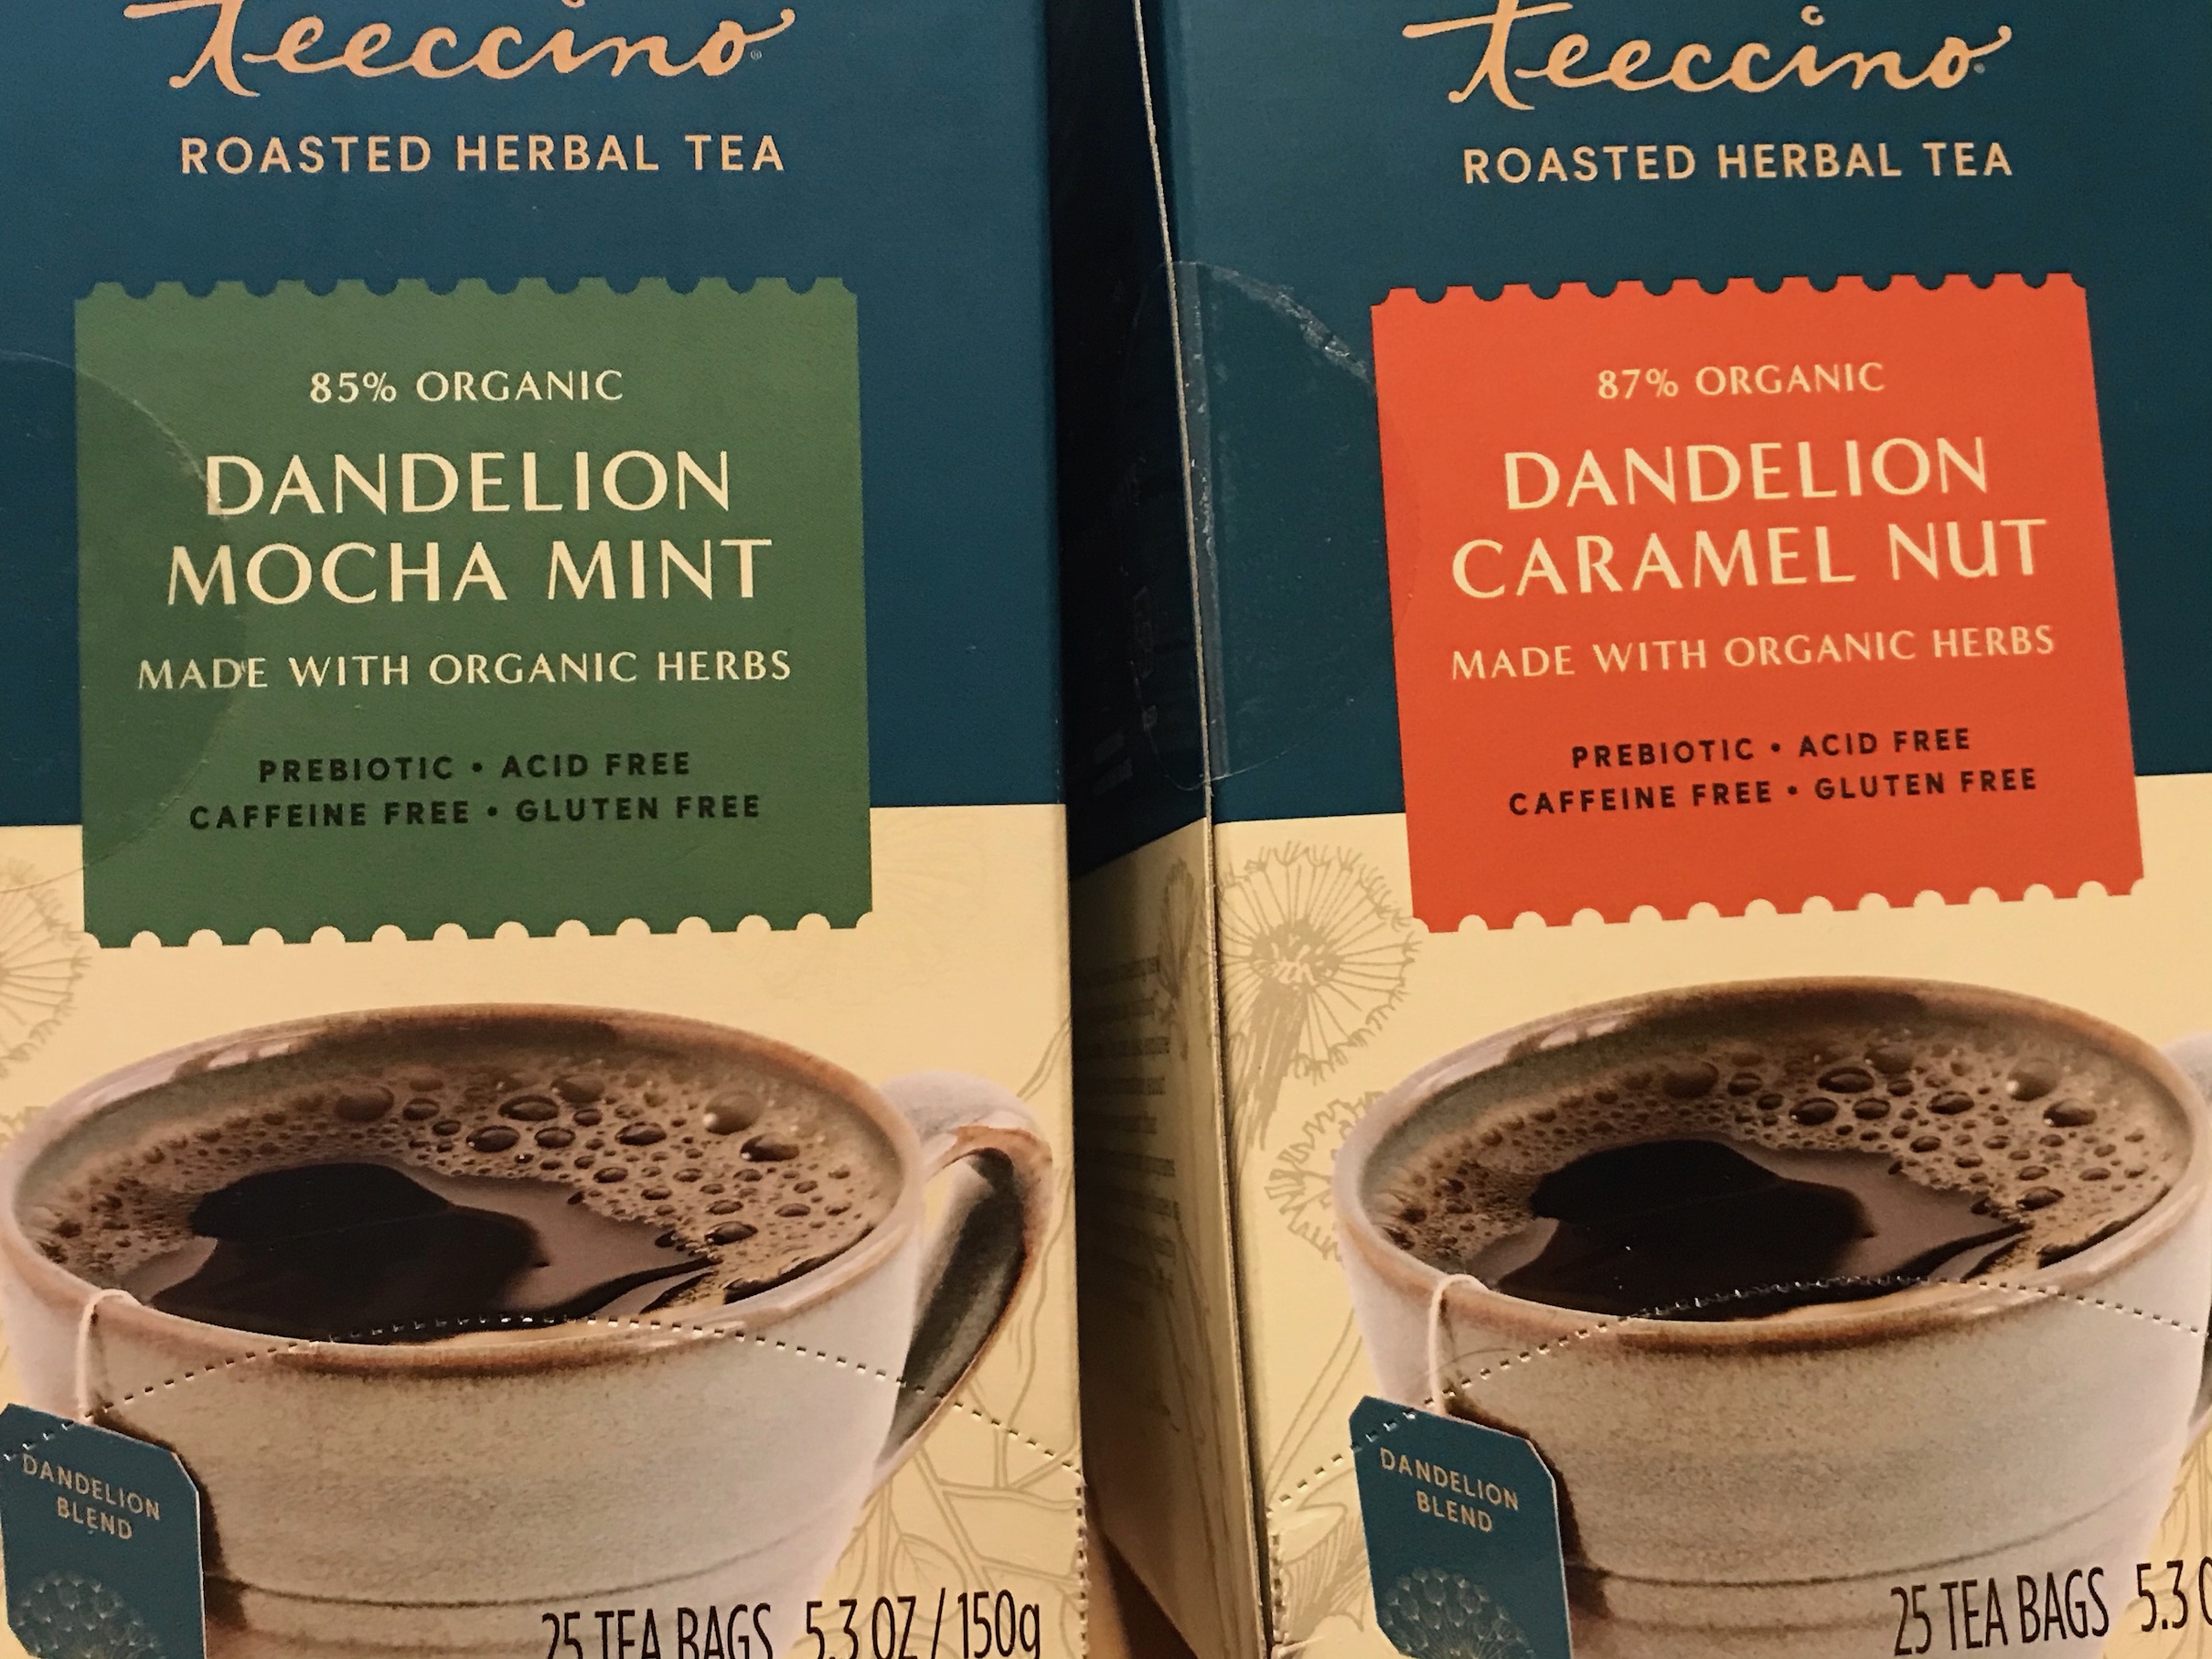 teeccino®
ROASTED HERBAL TEA
85% ORGANIC
DANDELION
MOCHA MINT
MADE WITH ORGANIC HERBS
PREBIOTIC • ACID FREE
CAFFEINE FREE • GLUTEN FREE
DANDELION
BLEND
25 TEA BAGS 5.3 OZ / 150g
teeccino®
ROASTED HERBAL TEA
87% ORGANIC
DANDELION
CARAMEL NUT
MADE WITH ORGANIC HERBS
PREBIOTIC • ACID FREE
CAFFEINE FREE • GLUTEN FREE
DANDELION
BLEND
25 TEA BAGS 5.3